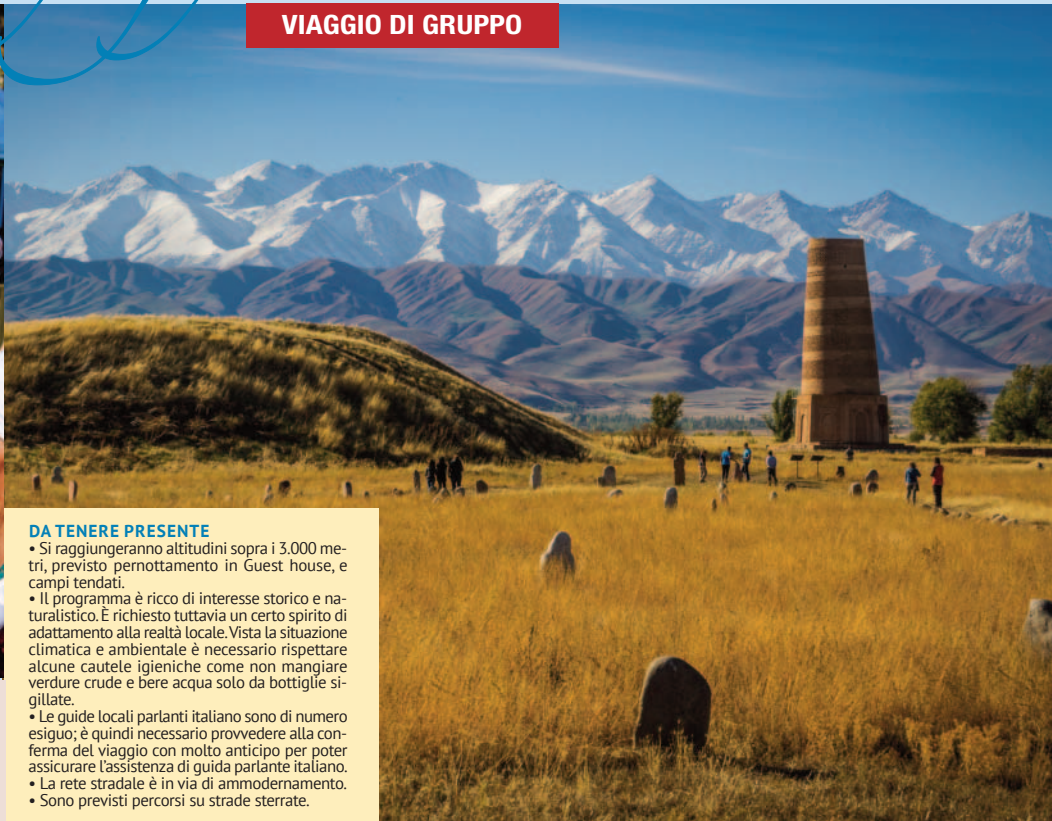 VIAGGIO DI GRUPPO
DA TENERE PRESENTE
• Si raggiungeranno altitudini sopra i 3.000 me-
tri, previsto pernottamento in Guest house, e
campi tendati.
• Il programma è ricco di interesse storico e na-
turalistico. È richiesto tuttavia un certo spirito di
adattamento alla realtà locale. Vista la situazione
climatica e ambientale è necessario rispettare
alcune cautele igieniche come non mangiare
verdure crude e bere acqua solo da bottiglie si-
gillate.
• Le guide locali parlanti italiano sono di numero
esiguo; è quindi necessario provvedere alla con-
ferma del viaggio con molto anticipo per poter
assicurare l'assistenza di guida parlante italiano.
• La rete stradale è in via di ammodernamento.
• Sono previsti percorsi su strade sterrate.